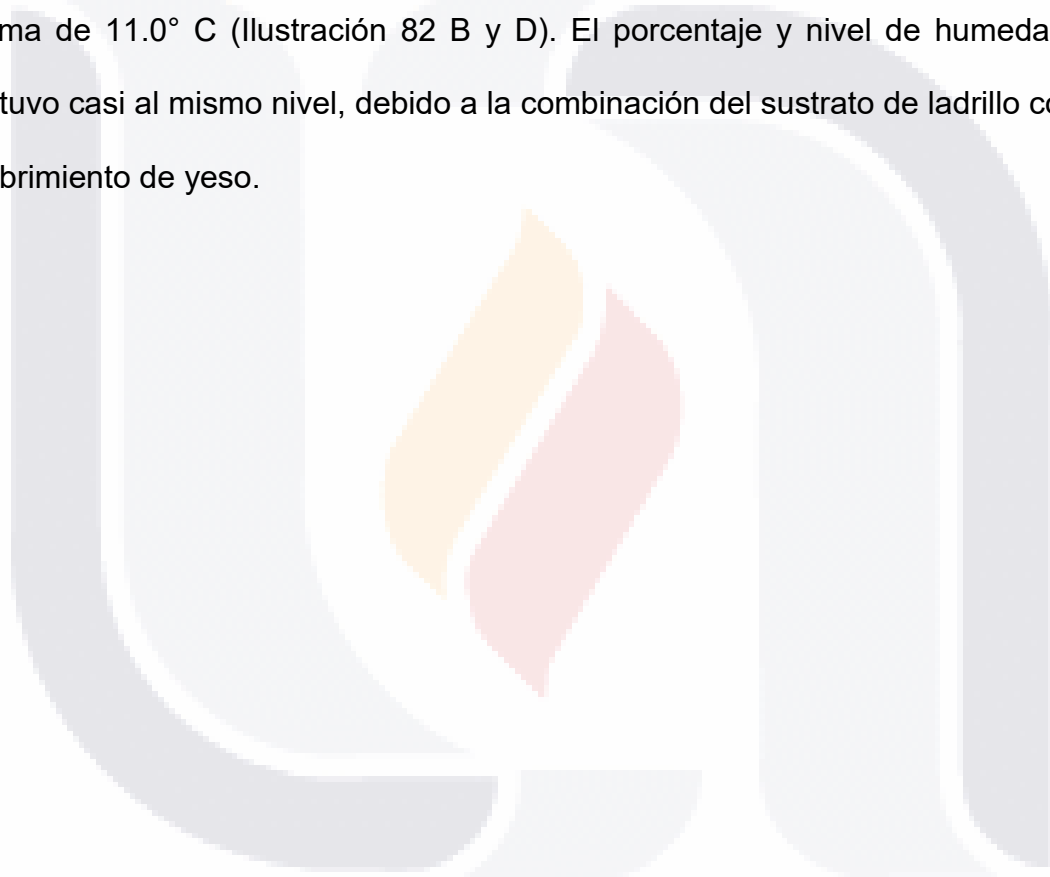 ma de 11.0° C (Ilustración 82 B y D). El porcentaje y nivel de humeda
tuvo casi al mismo nivel, debido a la combinación del sustrato de ladrillo co
brimiento de yeso.